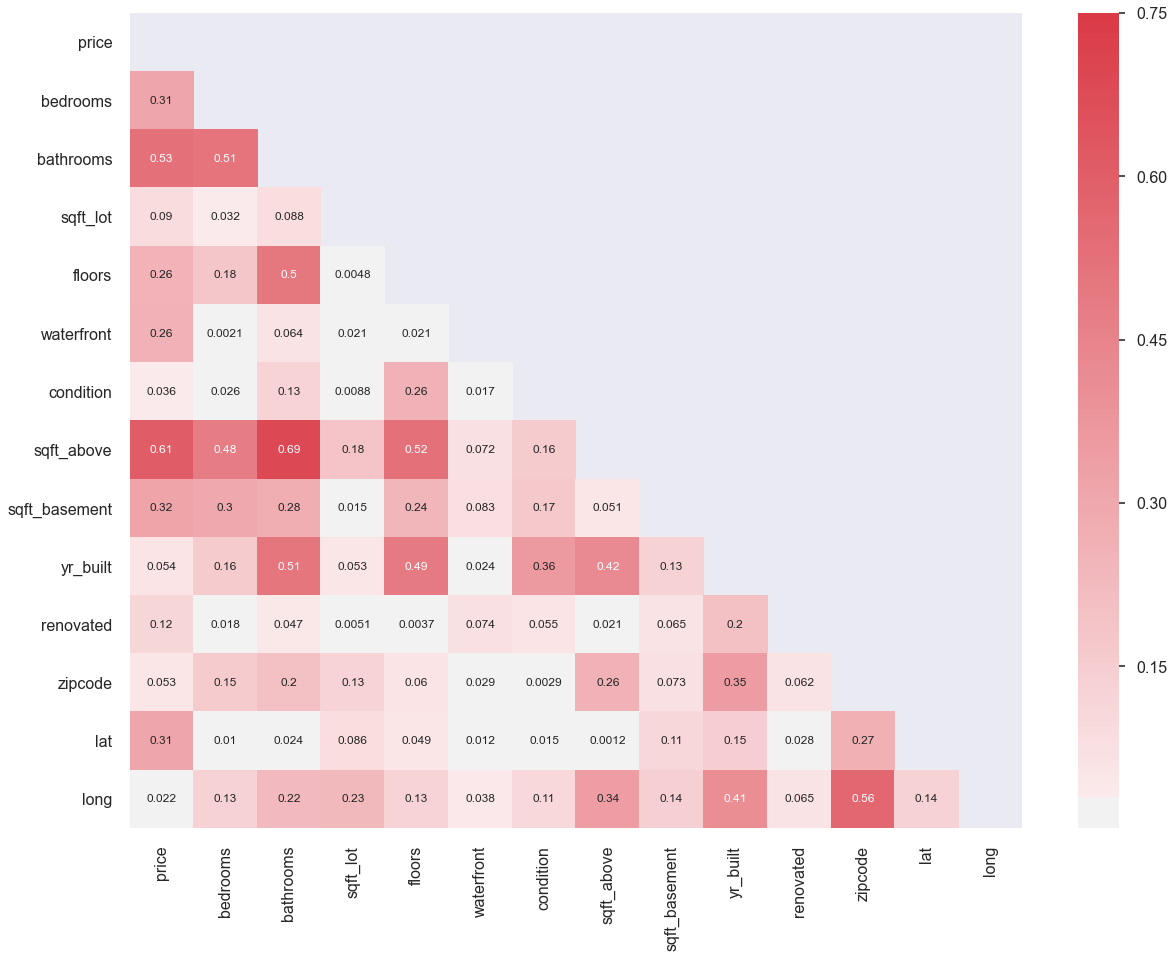 price
bedrooms 0.31
bathrooms 0.53 0.51
sqft_lot 0.09 0.032 0.088
floors 0.26 0.18 0.5 0.0048
waterfront 0.26 0.0021 0.064 0.021 0.021
condition 0.036 0.026 0.13 0.0088 0.26 0.017
sqft_above 0.61 0.48 0.69 0.18 0.52 0.072 0.16
sqft_basement 0.32 0.3 0.28 0.015 0.24 0.083 0.17 0.051
yr_built 0.054 0.16 0.51 0.053 0.49 0.024 0.36 0.42 0.13
renovated 0.12 0.018 0.047 0.0051 0.0037 0.074 0.055 0.021 0.065 0.2
zipcode 0.053 0.15 0.2 0.13 0.06 0.029 0.0029 0.26 0.073 0.35 0.062
lat 0.31 0.01 0.024 0.086 0.049 0.012 0.015 0.0012 0.11 0.15 0.028 0.27
long 0.022 0.13 0.22 0.23 0.13 0.038 0.11 0.34 0.14 0.41 0.065 0.56 0.14
price bedrooms bathrooms sqft_lot floors waterfront condition sqft_above sqft_basement yr_built renovated zipcode lat long
0.75
0.60
0.45
0.30
0.15